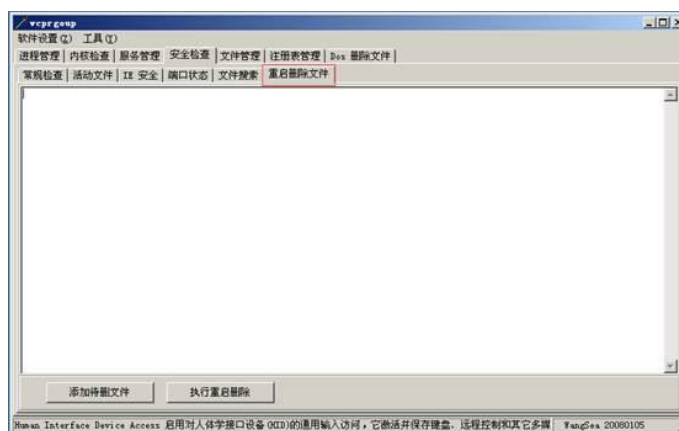 vcprgoup
软件设置(Z) 工具(Y)
进程管理 内核检查 服务管理 安全检查 文件管理 注册表管理 Dos 删除文件
常规检查 活动文件 IE 安全 端口状态 文件搜索 重启删除文件
添加待删文件 执行重启删除
Human Interface Device Access 启用对人体学接口设备(HID)的通用输入访问，它激活并保存键盘、远程控制和其它多媒 WangSea 20080105